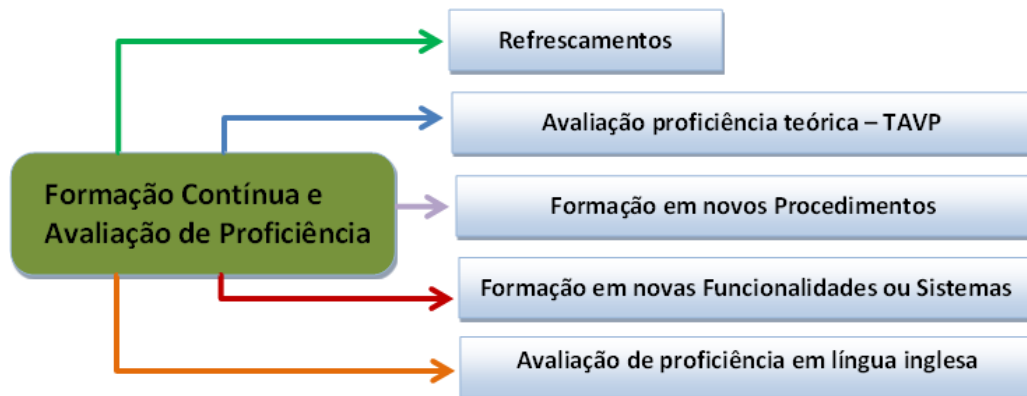 Refrescamentos
Avaliação proficiência teórica – TAVP
Formação Contínua e
Avaliação de Proficiência
Formação em novos Procedimentos
Formação em novas Funcionalidades ou Sistemas
Avaliação de proficiência em língua inglesa